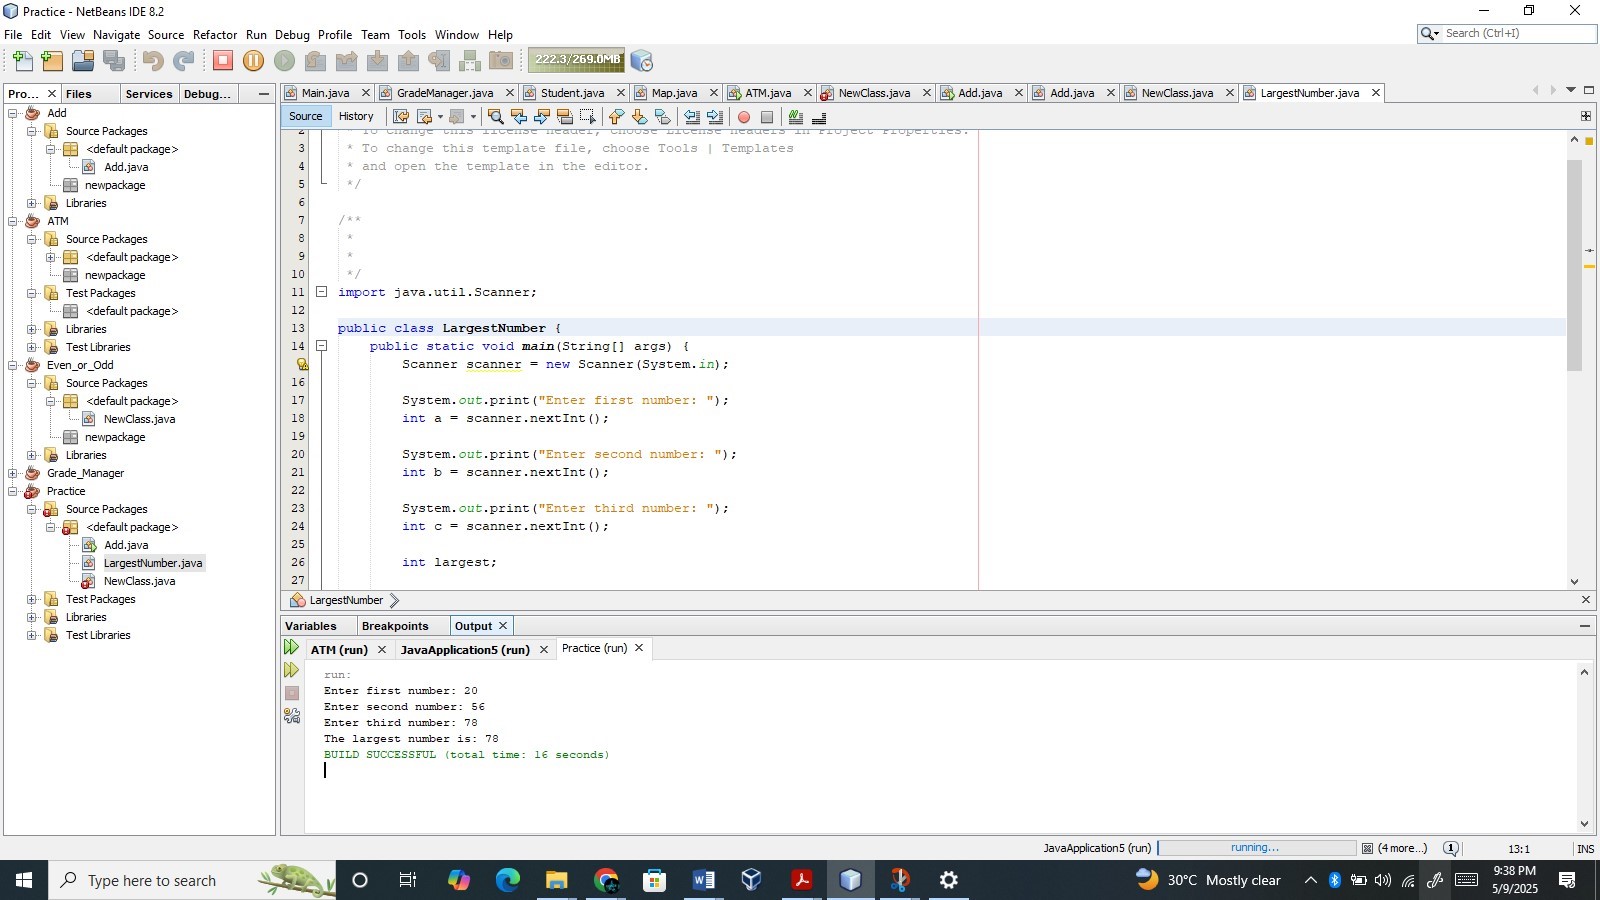 Practice - NetBeans IDE 8.2
File Edit View Navigate Source Refactor Run Debug Profile Team Tools Window Help
Search (Ctrl+I)
222.3/269.0MB
Pro... Files Services Debug...
Add
Source Packages
<default package>
Add.java
newpackage
Libraries
ATM
Source Packages
<default package>
newpackage
Test Packages
<default package>
Libraries
Test Libraries
Even_or_Odd
Source Packages
<default package>
NewClass.java
newpackage
Libraries
Grade_Manager
Practice
Source Packages
<default package>
Add.java
LargestNumber.java
NewClass.java
Test Packages
Libraries
Test Libraries
Main.java GradeManager.java Student.java Map.java ATM.java NewClass.java Add.java Add.java NewClass.java LargestNumber.java
Source History
2 * To change this license header, choose License Headers in Project Properties.
3 * To change this template file, choose Tools | Templates
4 * and open the template in the editor.
5 */
6
7 /**
8 *
9 *
10 */
11 import java.util.Scanner;
12
13 public class LargestNumber {
14 public static void main(String[] args) {
Scanner scanner = new Scanner(System.in);
16
17 System.out.print("Enter first number: ");
18 int a = scanner.nextInt();
19
20 System.out.print("Enter second number: ");
21 int b = scanner.nextInt();
22
23 System.out.print("Enter third number: ");
24 int c = scanner.nextInt();
25
26 int largest;
27
LargestNumber
Variables Breakpoints Output
ATM (run) JavaApplication5 (run) Practice (run)
run:
Enter first number: 20
Enter second number: 56
Enter third number: 78
The largest number is: 78
BUILD SUCCESSFUL (total time: 16 seconds)
JavaApplication5 (run) running... (4 more...) 1 13:1 INS
Type here to search
30°C Mostly clear
9:38 PM
5/9/2025